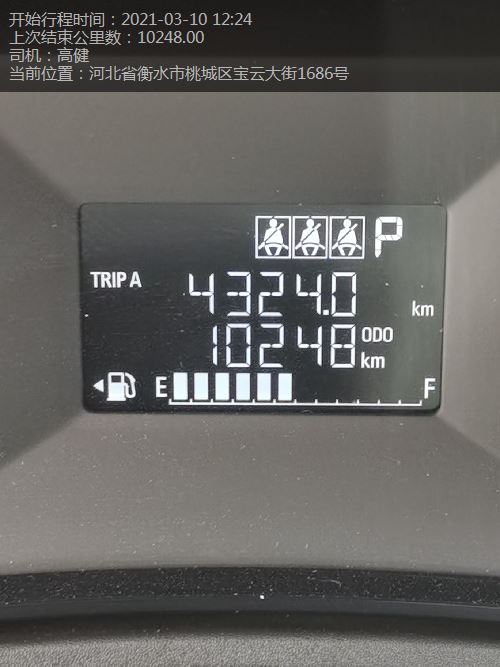 开始行程时间：2021-03-10 12:24
上次结束公里数：10248.00
司机：高健
当前位置：河北省衡水市桃城区宝云大街1686号
P
TRIP A 4324.0 km
10248 ODO km
E F